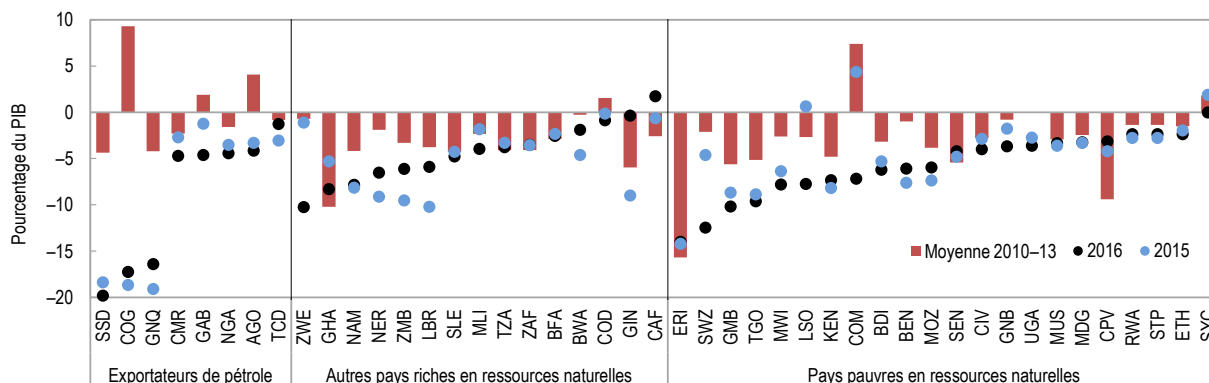 Pourcentage du PIB
10
5
0
–5
–10
–15
–20
Moyenne 2010–13
2016
2015
SSD
COG
GNQ
CMR
GAB
NGA
AGO
TCD
ZWE
GHA
NAM
NER
ZMB
LBR
SLE
MLI
TZA
ZAF
BFA
BWA
COD
GIN
CAF
ERI
SWZ
GMB
TGO
MWI
LSO
KEN
COM
BDI
BEN
MOZ
SEN
CIV
GNB
UGA
MUS
MDG
CPV
RWA
STP
ETH
SYC
Exportateurs de pétrole
Autres pays riches en ressources naturelles
Pays pauvres en ressources naturelles